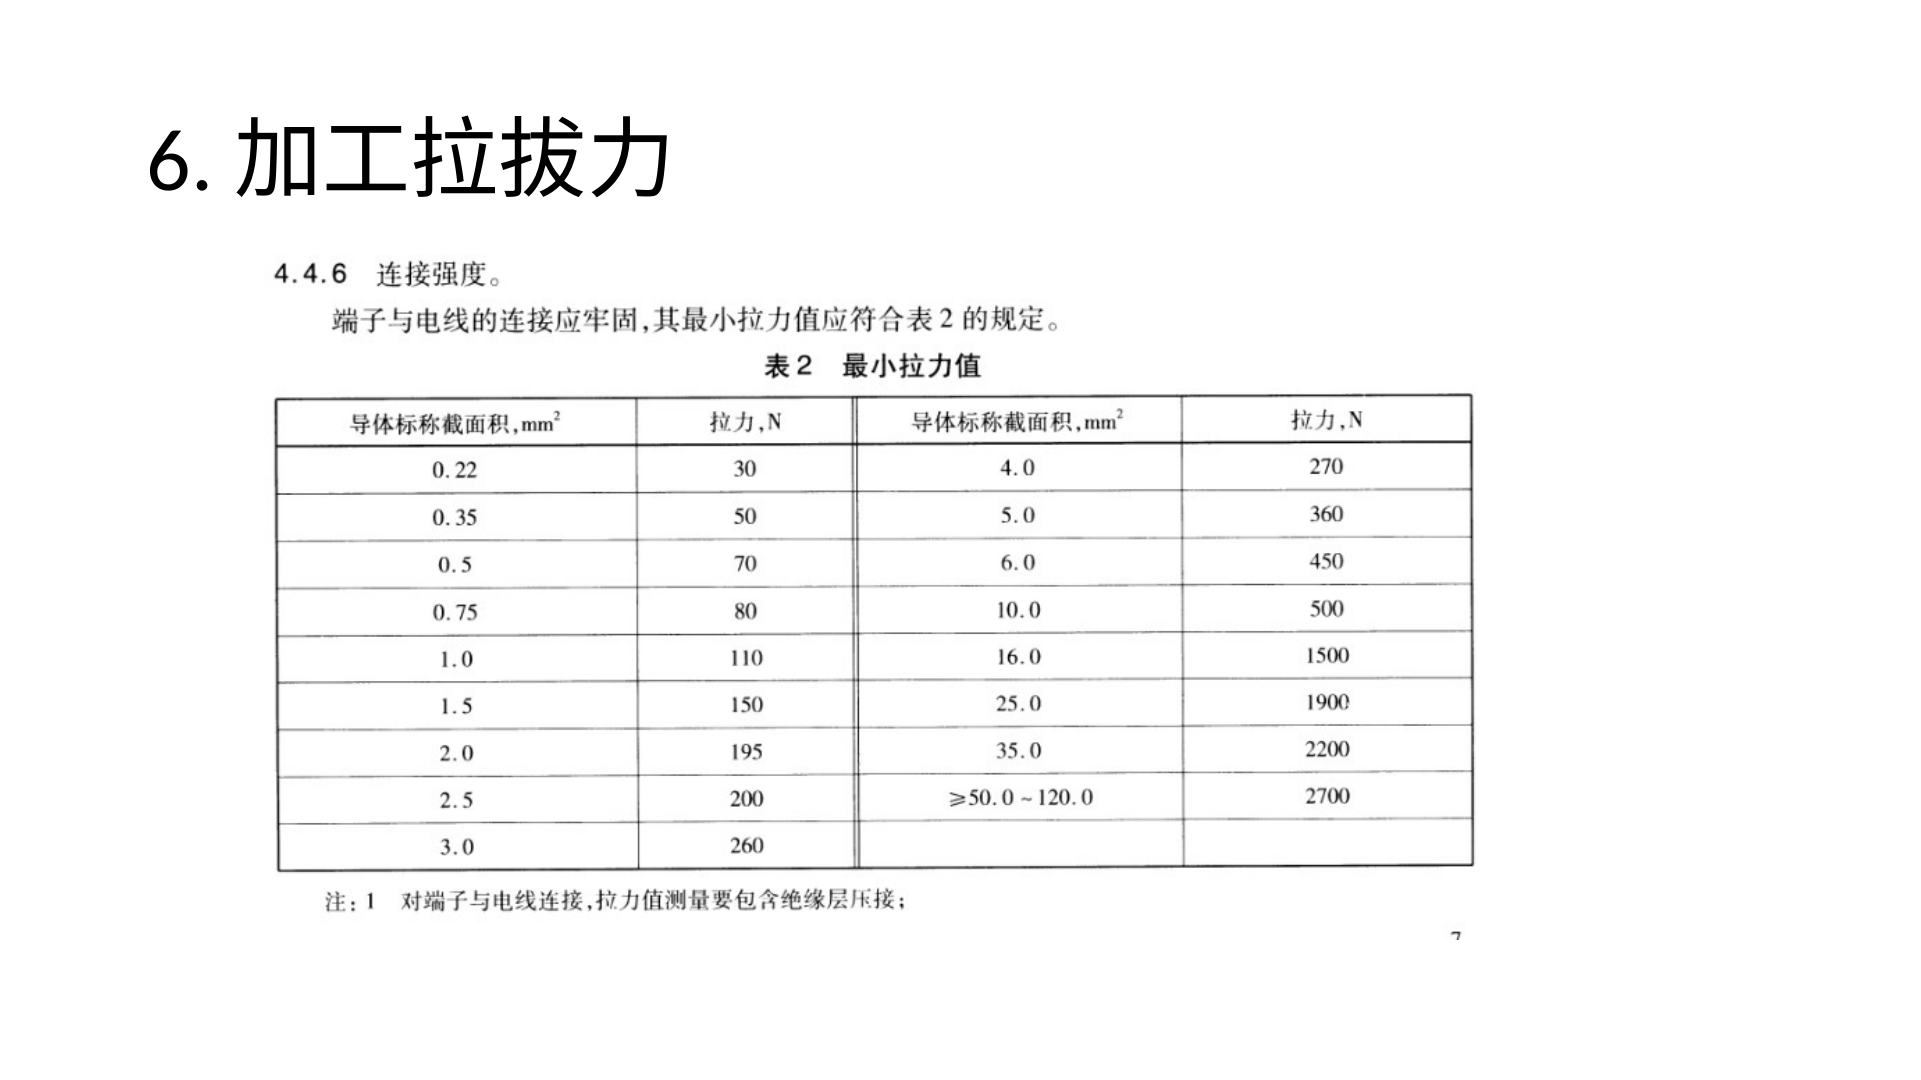 6. 加工拉拔力
4.4.6 连接强度。
端子与电线的连接应牢固,其最小拉力值应符合表 2 的规定。
表 2 最小拉力值
导体标称截面积,mm² 拉力,N 导体标称截面积,mm² 拉力,N
0.22 30 4.0 270
0.35 50 5.0 360
0.5 70 6.0 450
0.75 80 10.0 500
1.0 110 16.0 1500
1.5 150 25.0 1900
2.0 195 35.0 2200
2.5 200 ≥50.0~120.0 2700
3.0 260
注: 1 对端子与电线连接,拉力值测量要包含绝缘层压接;
7